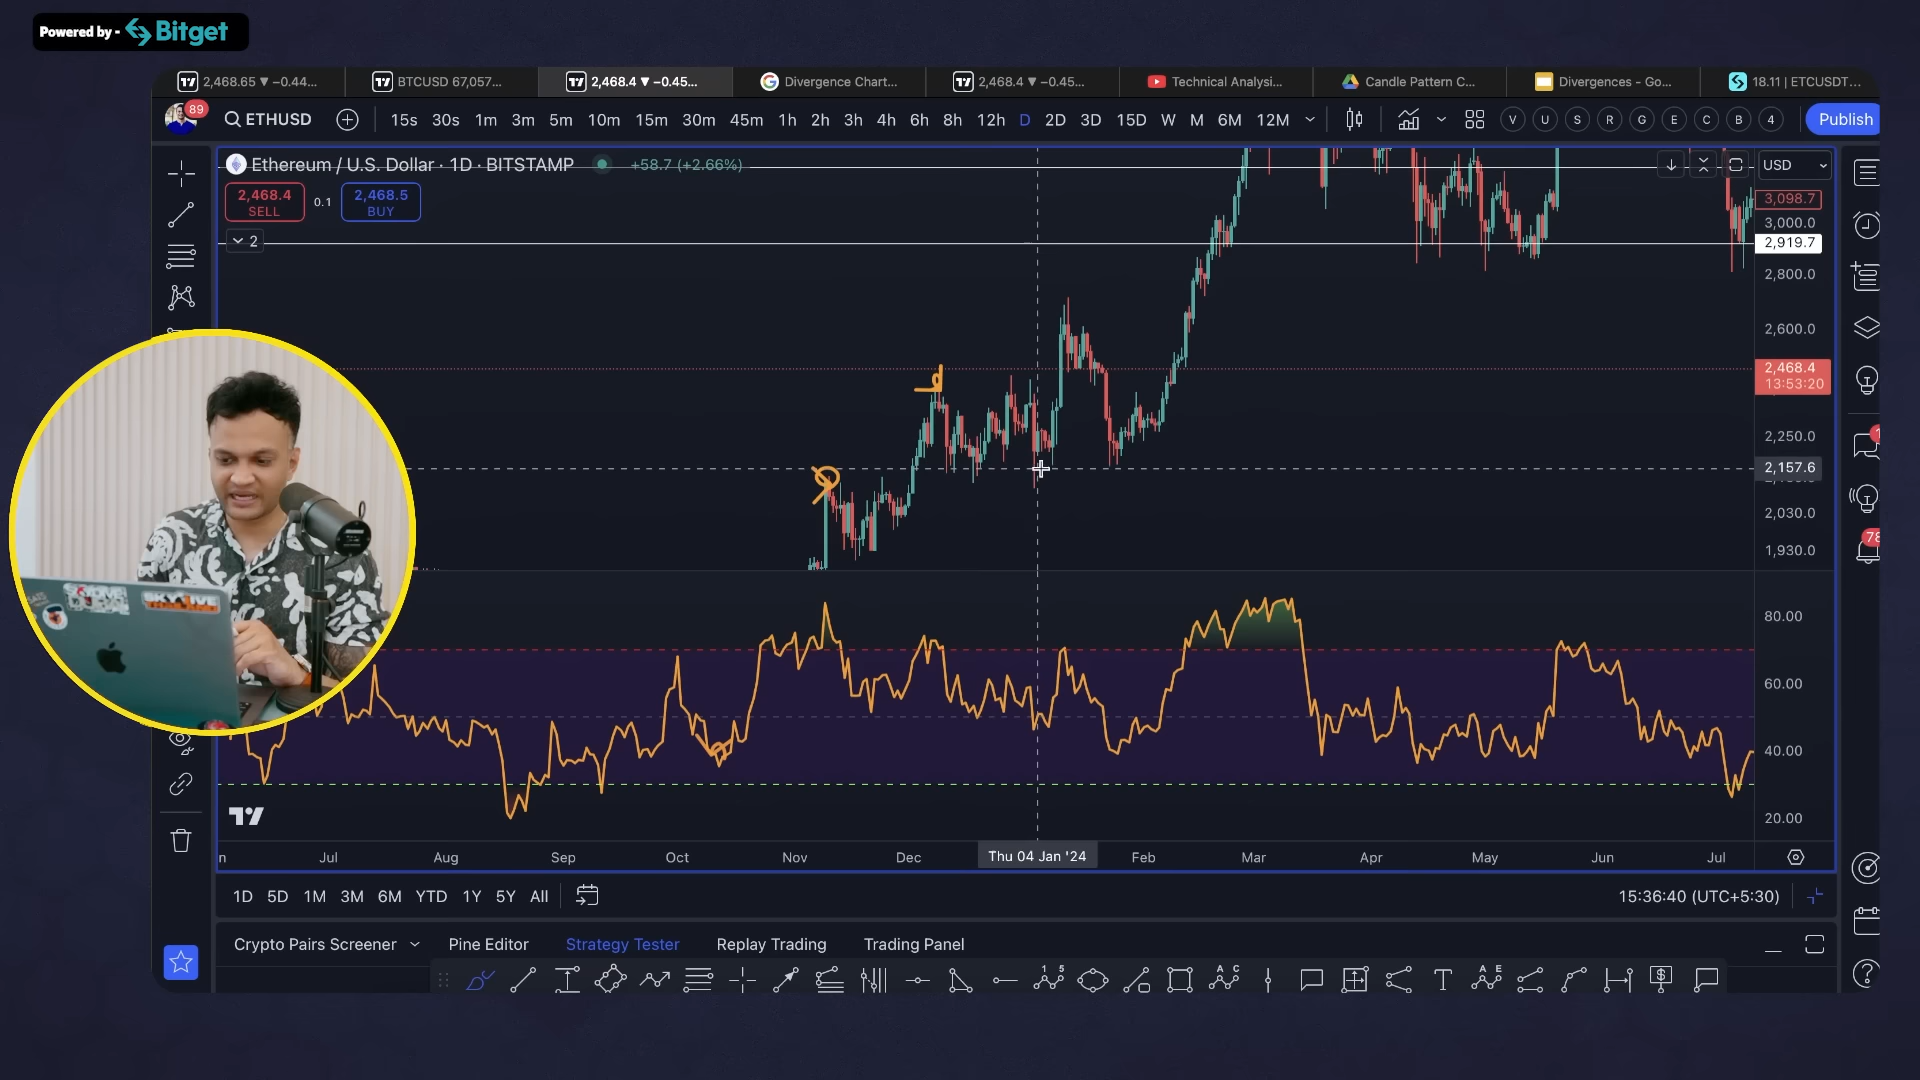 Powered by - Bitget
2,468.65 ▼ −0.44...
BTCUSD 67,057...
2,468.4 ▼ −0.45...
Divergence Chart...
2,468.4 ▼ −0.45...
Technical Analysi...
Candle Pattern C...
Divergences - Go...
18.11 | ETCUSDT...
89
ETHUSD
15s 30s 1m 3m 5m 10m 15m 30m 45m 1h 2h 3h 4h 6h 8h 12h D 2D 3D 15D W M 6M 12M
V U S R G E C B 4
Publish
Ethereum / U.S. Dollar · 1D · BITSTAMP
+58.7 (+2.66%)
USD
2,468.4
SELL
0.1
2,468.5
BUY
2
3,098.7
3,000.0
2,919.7
2,800.0
2,600.0
2,468.4
13:53:20
2,250.0
2,157.6
2,030.0
1,930.0
80.00
60.00
40.00
20.00
Jul Aug Sep Oct Nov Dec Thu 04 Jan '24 Feb Mar Apr May Jun Jul
1D 5D 1M 3M 6M YTD 1Y 5Y All
15:36:40 (UTC+5:30)
Crypto Pairs Screener
Pine Editor
Strategy Tester
Replay Trading
Trading Panel